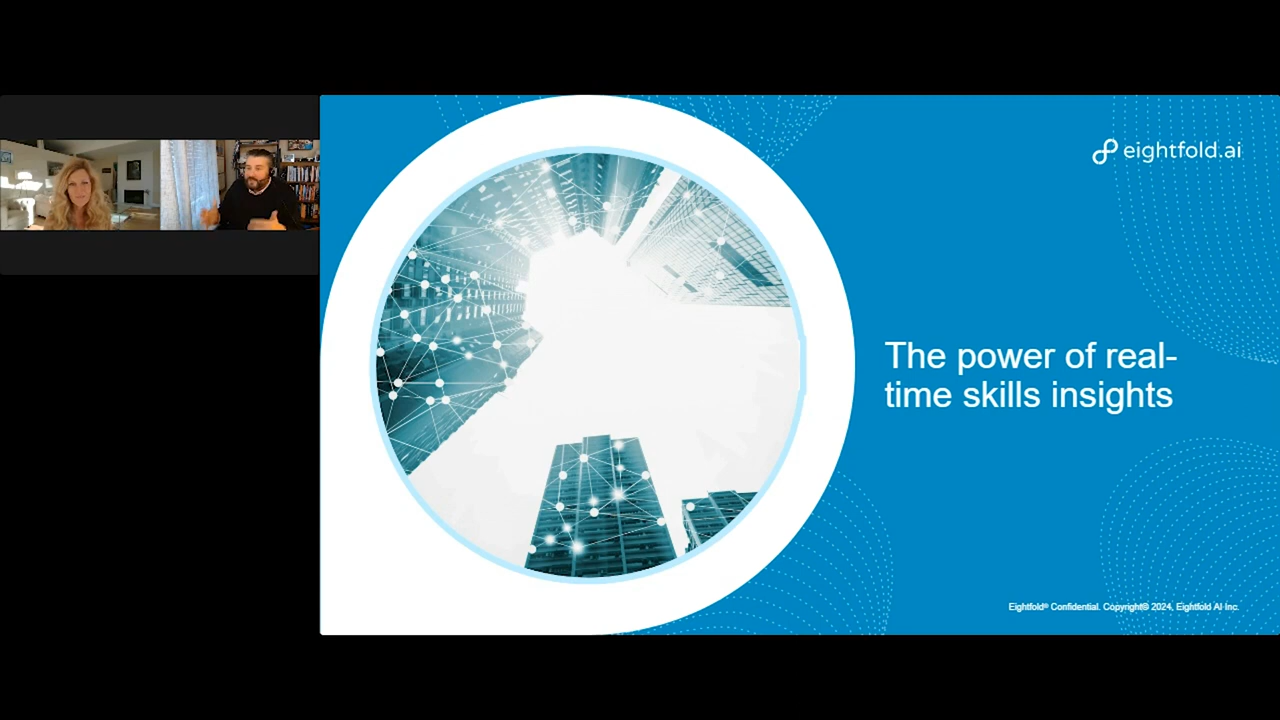 eightfold.ai
The power of real-
time skills insights
Eightfold® Confidential. Copyright© 2024, Eightfold AI Inc.